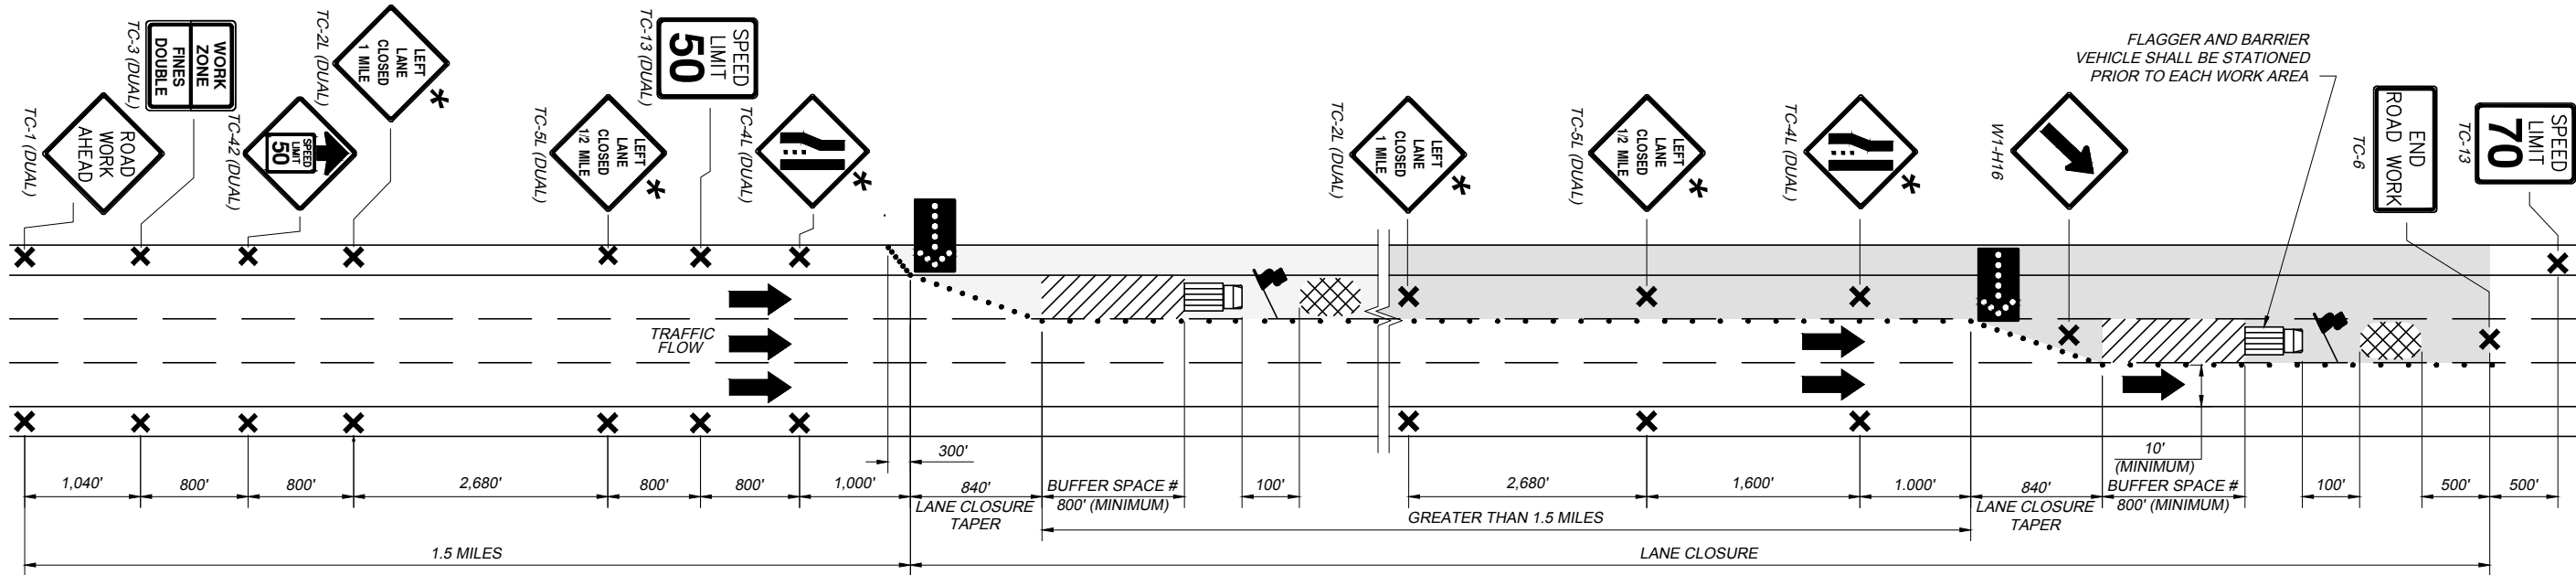 ROAD
WORK
AHEAD
TC-1 (DUAL)
WORK
ZONE
FINES
DOUBLE
TC-3 (DUAL)
SPEED
LIMIT
50
TC-42 (DUAL)
LEFT
LANE
CLOSED
1 MILE
*
TC-2L (DUAL)
LEFT
LANE
CLOSED
1/2 MILE
*
TC-5L (DUAL)
SPEED
LIMIT
50
TC-13 (DUAL)
*
TC-4L (DUAL)
LEFT
LANE
CLOSED
1 MILE
*
TC-2L (DUAL)
LEFT
LANE
CLOSED
1/2 MILE
*
TC-5L (DUAL)
*
TC-4L (DUAL)
W1-H16
FLAGGER AND BARRIER
VEHICLE SHALL BE STATIONED
PRIOR TO EACH WORK AREA
END
ROAD WORK
TC-6
SPEED
LIMIT
70
TC-13
TRAFFIC
FLOW
1,040'
800'
800'
2,680'
800'
800'
1,000'
300'
840'
LANE CLOSURE
TAPER
BUFFER SPACE #
800' (MINIMUM)
100'
2,680'
1,600'
1.000'
840'
LANE CLOSURE
TAPER
10'
(MINIMUM)
BUFFER SPACE #
800' (MINIMUM)
100'
500'
500'
GREATER THAN 1.5 MILES
1.5 MILES
LANE CLOSURE